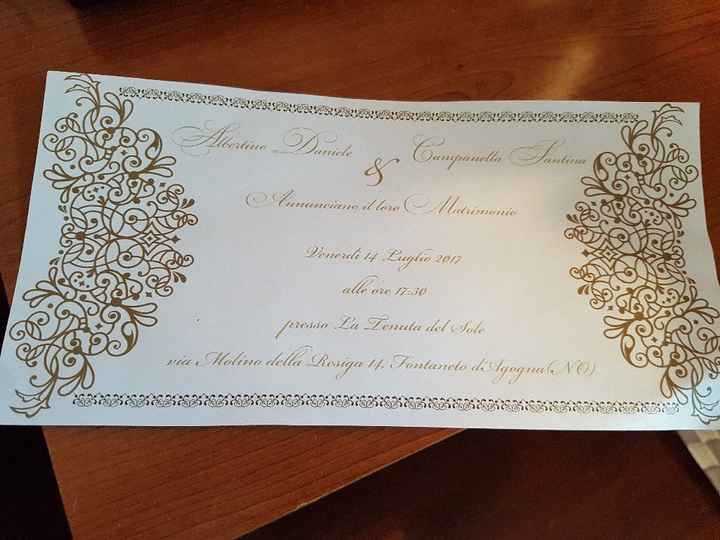 Albertino Daniele & Campanella Santina
Annunciano il loro Matrimonio
Venerdì 14 Luglio 2017
alle ore 17:30
presso La Tenuta del Sole
via Molino della Resiga 14, Fontaneto d'Agogna (NO)